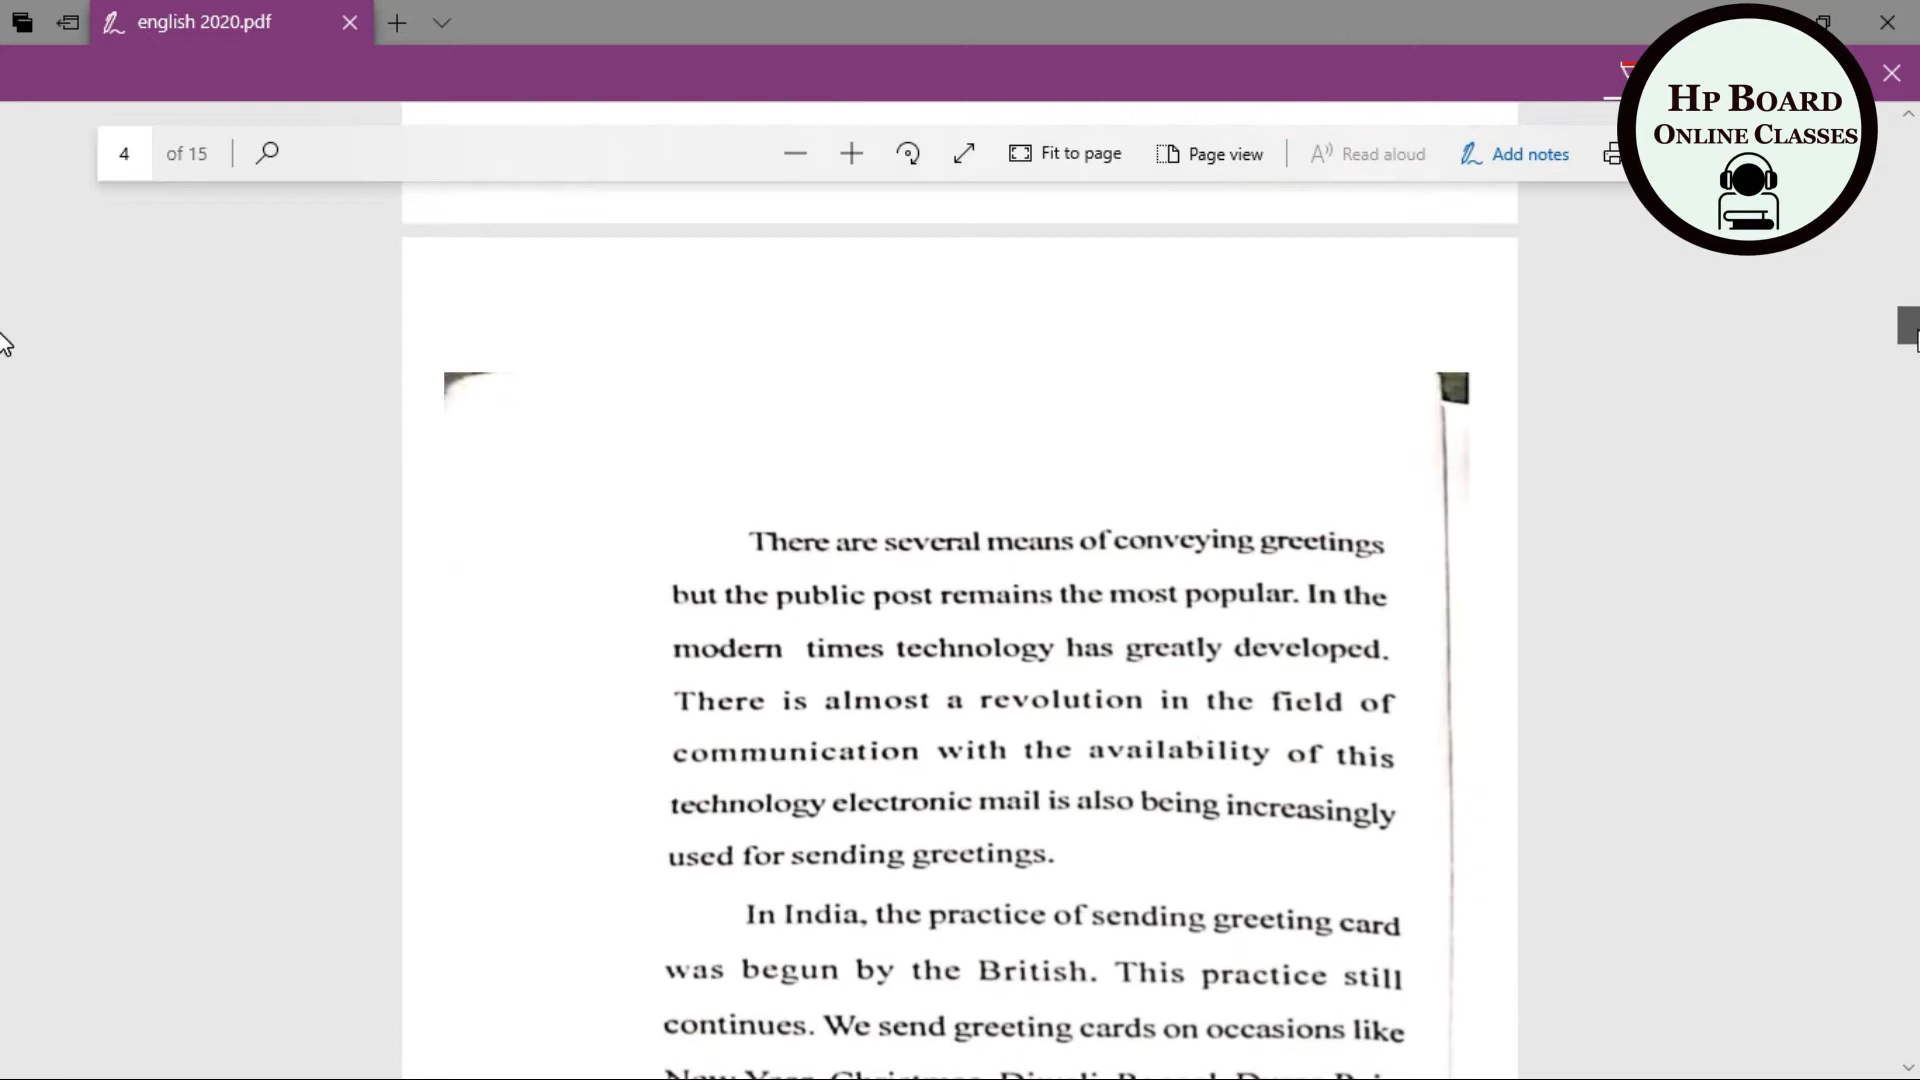 english 2020.pdf
HP BOARD
ONLINE CLASSES
4 of 15 Fit to page Page view Read aloud Add notes
There are several means of conveying greetings
but the public post remains the most popular. In the
modern times technology has greatly developed.
There is almost a revolution in the field of
communication with the availability of this
technology electronic mail is also being increasingly
used for sending greetings.
In India, the practice of sending greeting card
was begun by the British. This practice still
continues. We send greeting cards on occasions like
New Year, Christmas, Diwali,